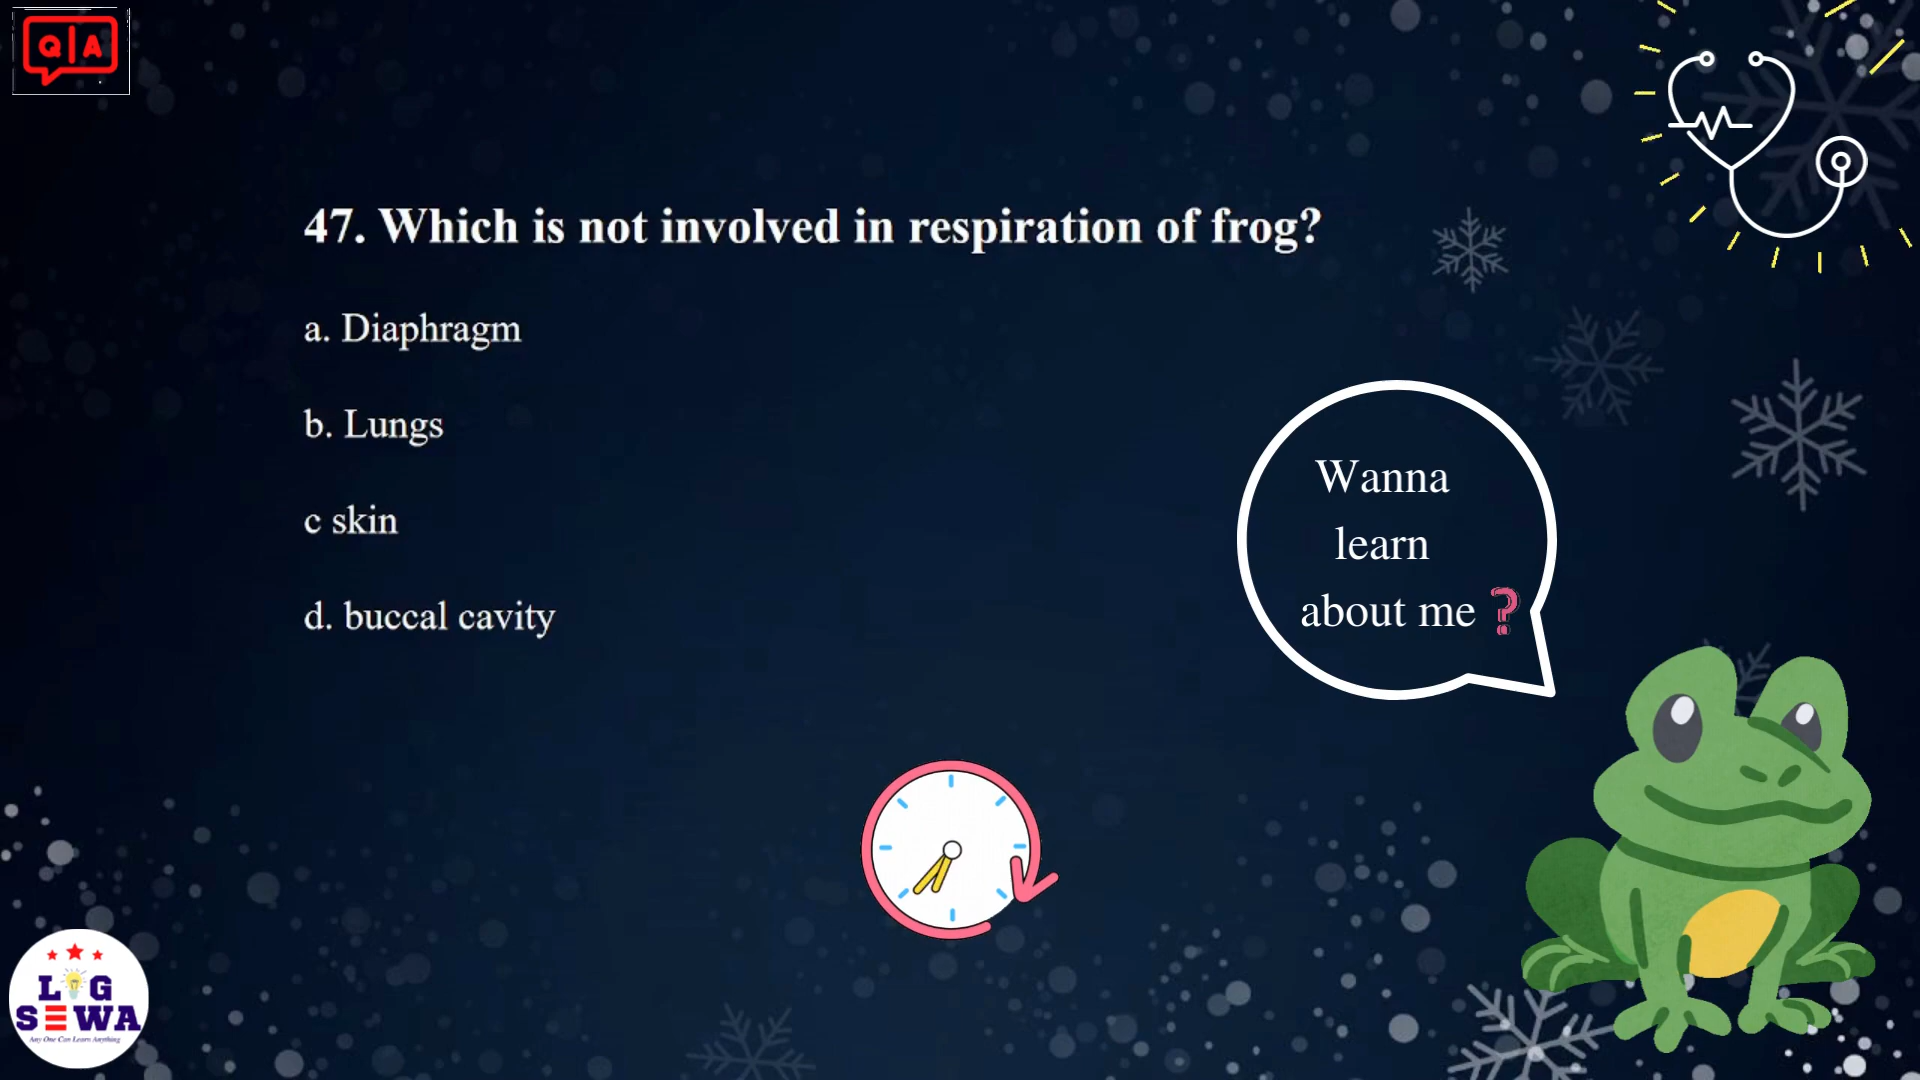 Q|A
47. Which is not involved in respiration of frog?
a. Diaphragm
b. Lungs
c skin
d. buccal cavity
Wanna
learn
about me ?
L G
SEWA
Any One Can Learn Anything